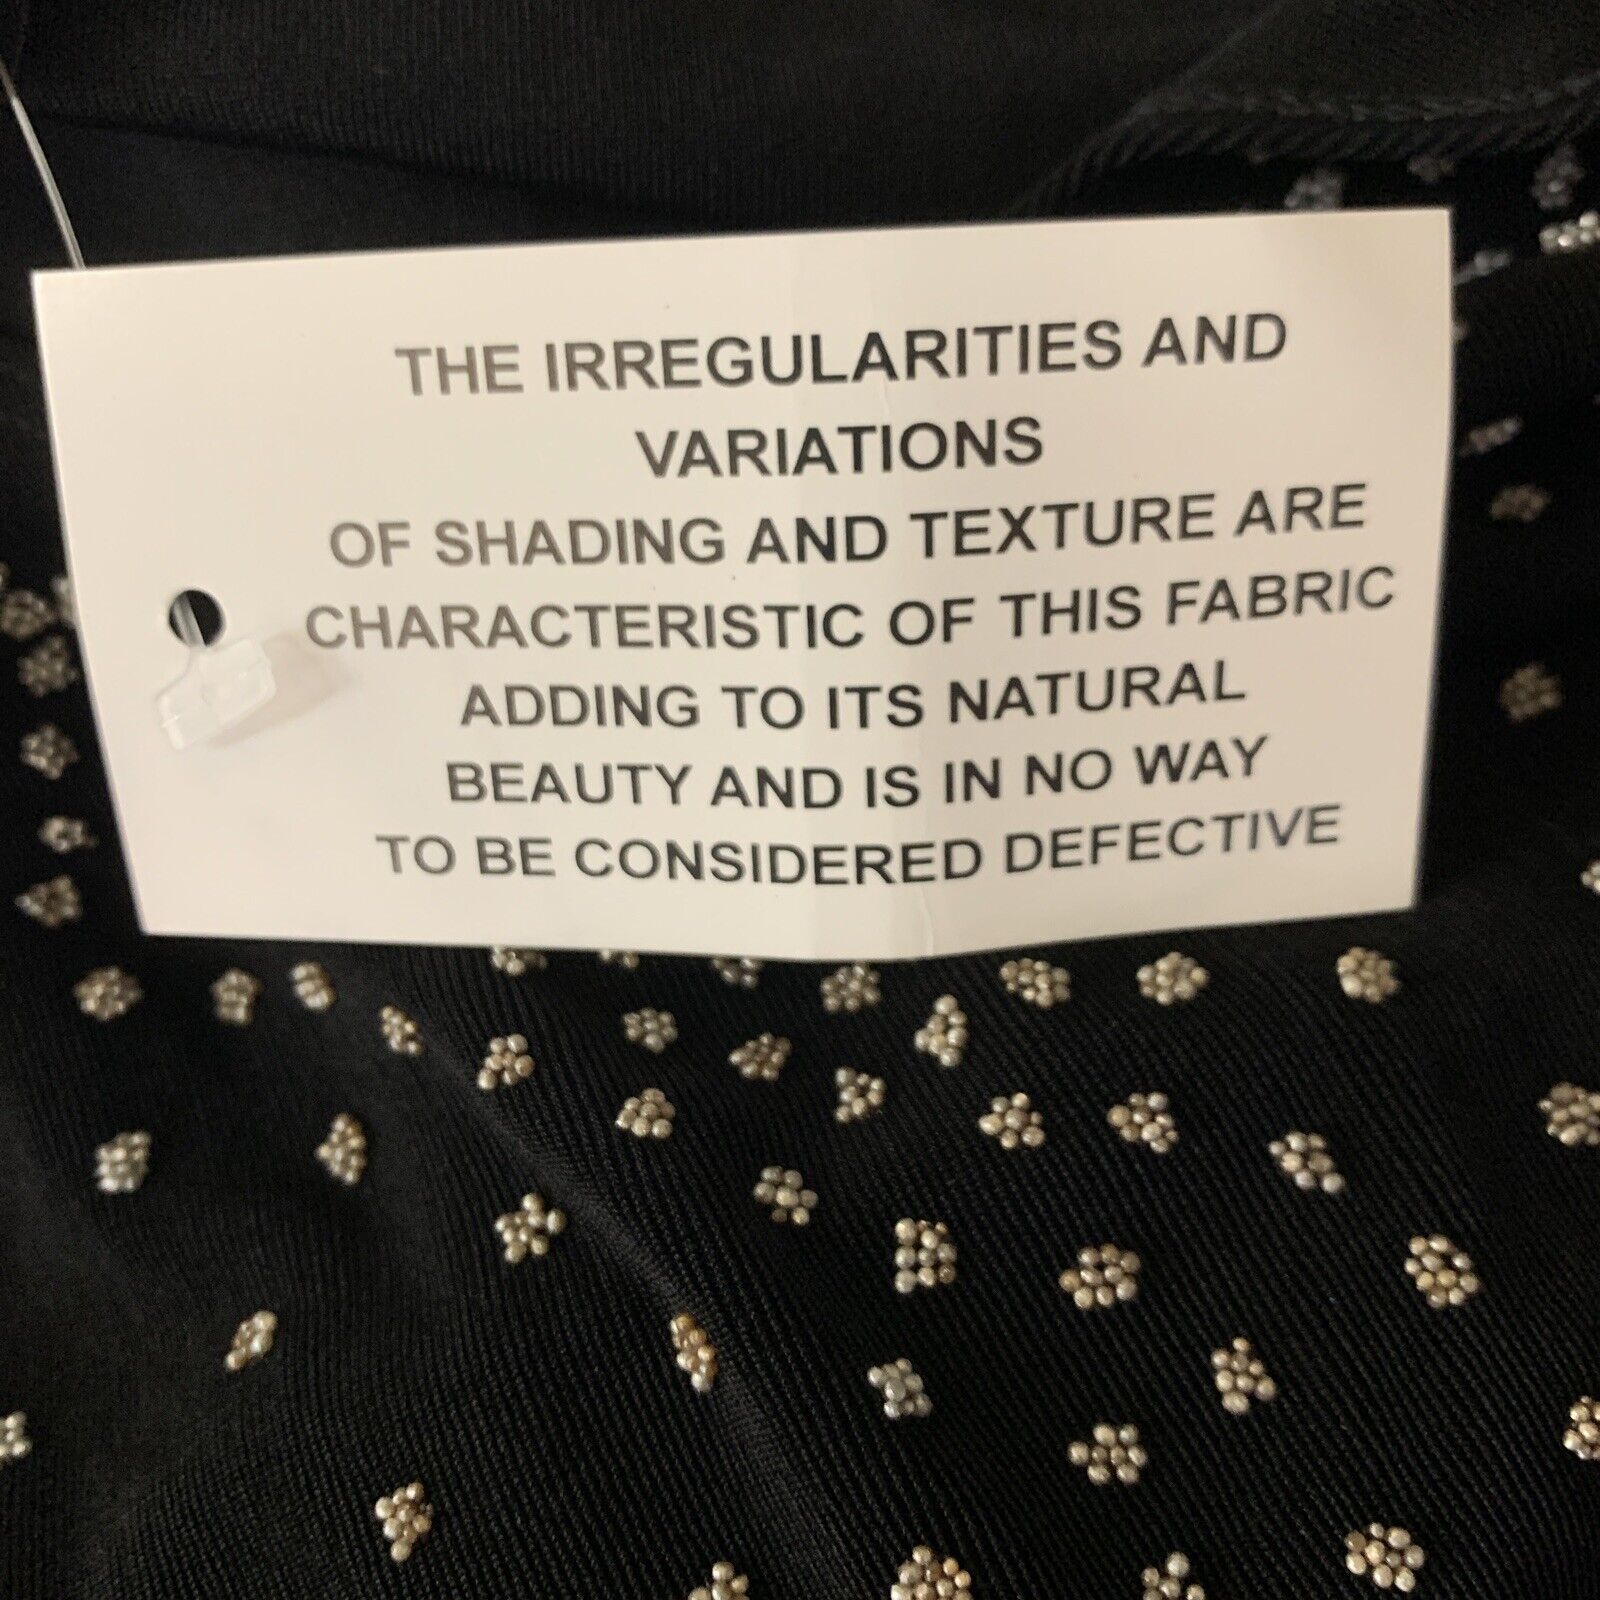 THE IRREGULARITIES AND
VARIATIONS
OF SHADING AND TEXTURE ARE
CHARACTERISTIC OF THIS FABRIC
ADDING TO ITS NATURAL
BEAUTY AND IS IN NO WAY
TO BE CONSIDERED DEFECTIVE